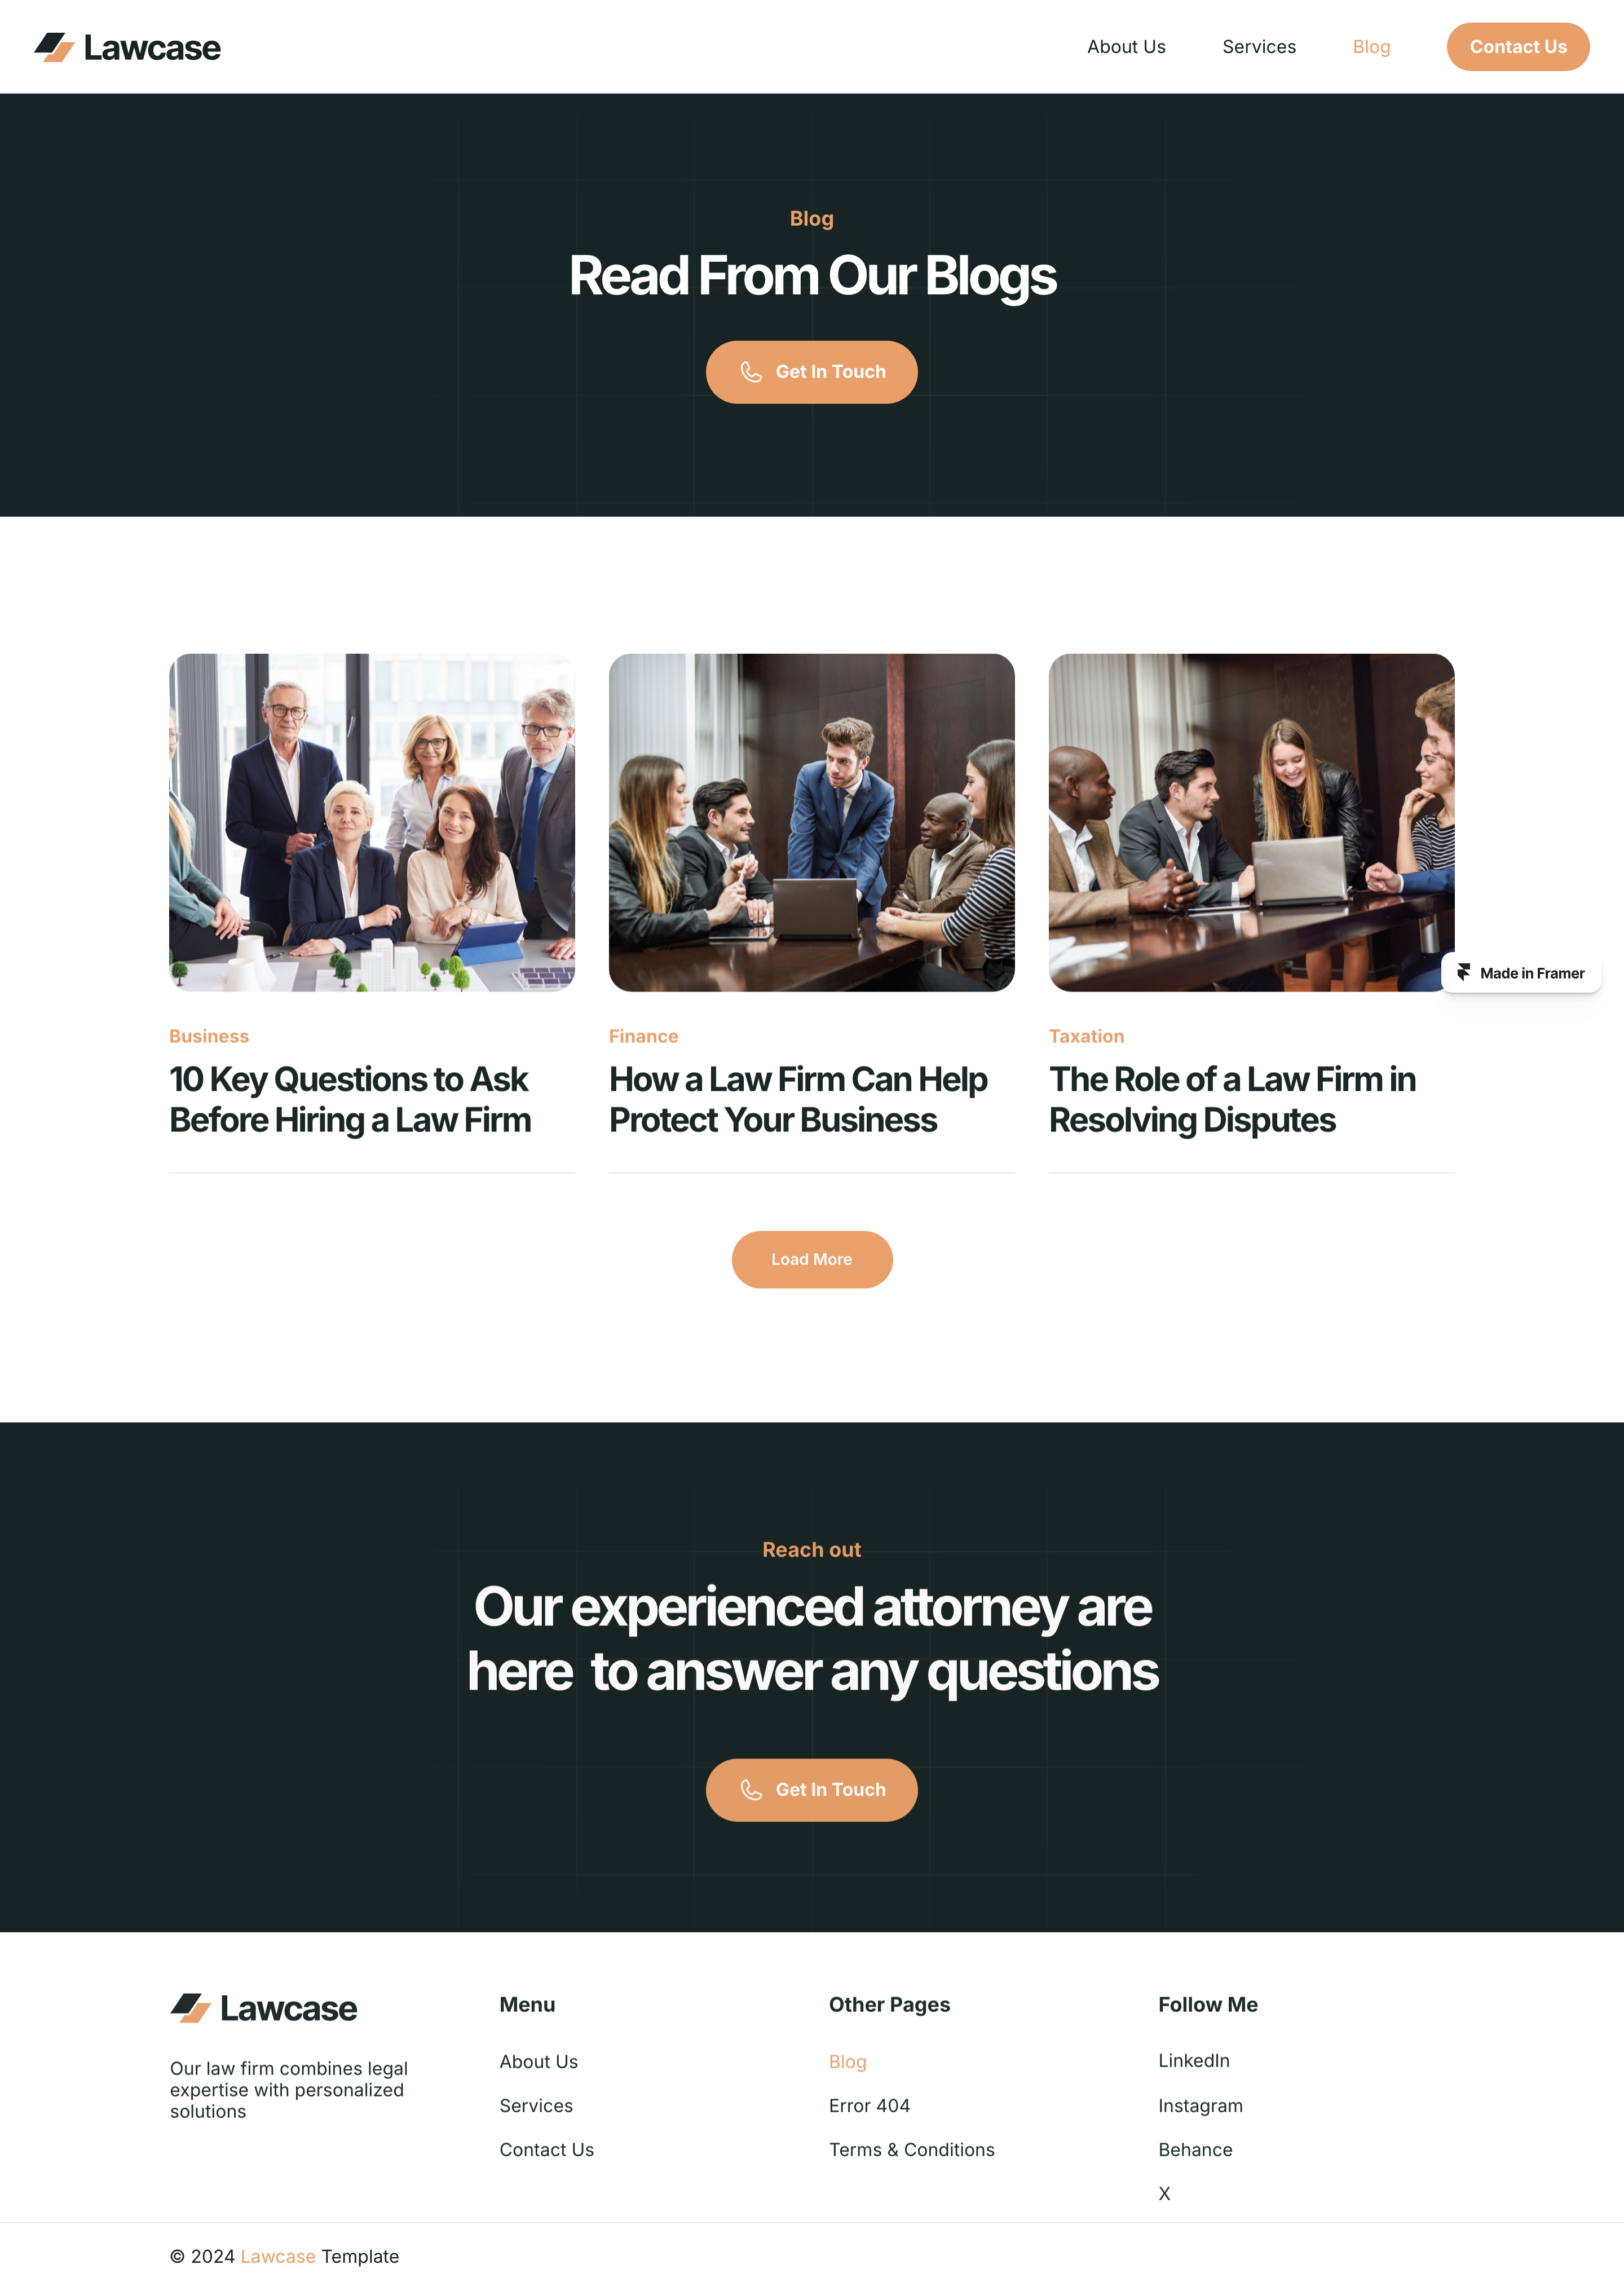 Lawcase
About Us
Services
Blog
Contact Us
Blog
Read From Our Blogs
Get In Touch
Business
10 Key Questions to Ask
Before Hiring a Law Firm
Finance
How a Law Firm Can Help
Protect Your Business
Taxation
The Role of a Law Firm in
Resolving Disputes
Made in Framer
Load More
Reach out
Our experienced attorney are
here  to answer any questions
Get In Touch
Lawcase
Our law firm combines legal
expertise with personalized
solutions
Menu
About Us
Services
Contact Us
Other Pages
Blog
Error 404
Terms & Conditions
Follow Me
LinkedIn
Instagram
Behance
X
© 2024 Lawcase Template